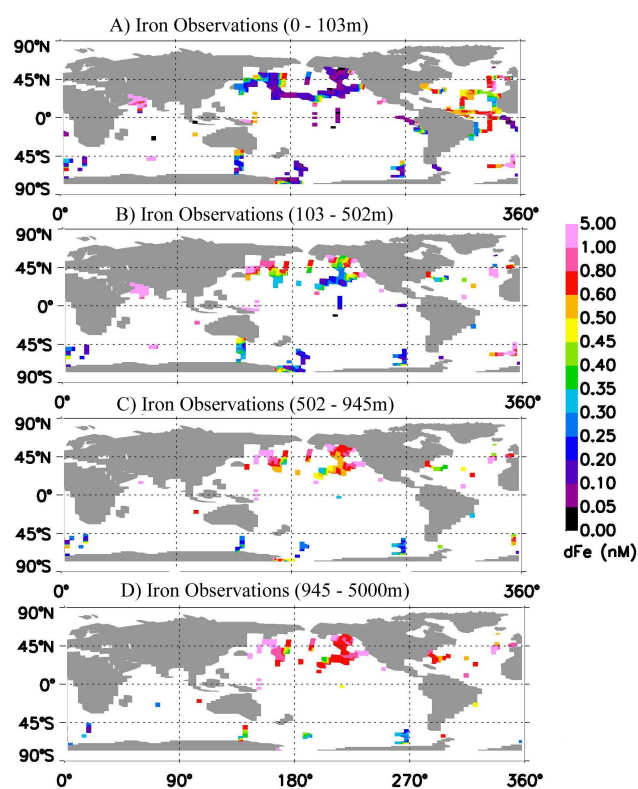 A) Iron Observations (0 - 103m)
90°N
45°N
0°
45°S
90°S
0° 360°
B) Iron Observations (103 - 502m)
90°N
45°N
0°
45°S
90°S
0° 360°
C) Iron Observations (502 - 945m)
90°N
45°N
0°
45°S
90°S
0° 360°
D) Iron Observations (945 - 5000m)
90°N
45°N
0°
45°S
90°S
0° 90° 180° 270° 360°
5.00
1.00
0.80
0.60
0.50
0.45
0.40
0.35
0.30
0.25
0.20
0.10
0.05
0.00
dFe (nM)